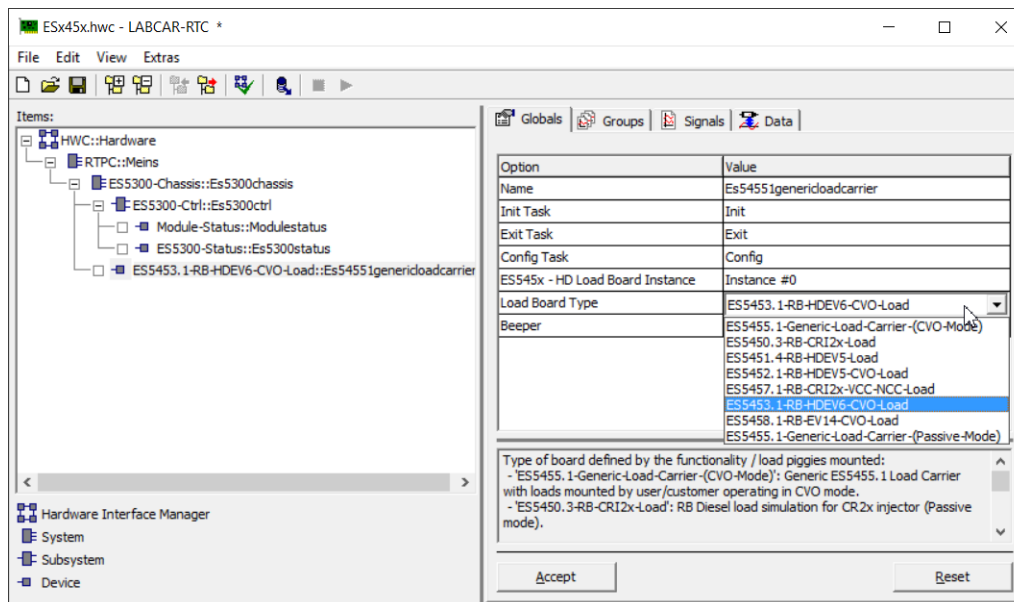 ESx45x.hwc - LABCAR-RTC *
File Edit View Extras
Items:
HWC::Hardware
RTPC::Meins
ES5300-Chassis::Es5300chassis
ES5300-Ctrl::Es5300ctrl
Module-Status::Modulestatus
ES5300-Status::Es5300status
ES5453.1-RB-HDEV6-CVO-Load::Es54551genericloadcarrier
Hardware Interface Manager
System
Subsystem
Device
Globals Groups Signals Data
Option Value
Name Es54551genericloadcarrier
Init Task Init
Exit Task Exit
Config Task Config
ES545x - HD Load Board Instance Instance #0
Load Board Type ES5453.1-RB-HDEV6-CVO-Load
Beeper
ES5455.1-Generic-Load-Carrier-(CVO-Mode)
ES5450.3-RB-CRI2x-Load
ES5451.4-RB-HDEV5-Load
ES5452.1-RB-HDEV5-CVO-Load
ES5457.1-RB-CRI2x-VCC-NCC-Load
ES5453.1-RB-HDEV6-CVO-Load
ES5458.1-RB-EV14-CVO-Load
ES5455.1-Generic-Load-Carrier-(Passive-Mode)
Type of board defined by the functionality / load piggies mounted:
- 'ES5455.1-Generic-Load-Carrier-(CVO-Mode)': Generic ES5455.1 Load Carrier
with loads mounted by user/customer operating in CVO mode.
- 'ES5450.3-RB-CRI2x-Load': RB Diesel load simulation for CR2x injector (Passive
mode).
Accept Reset